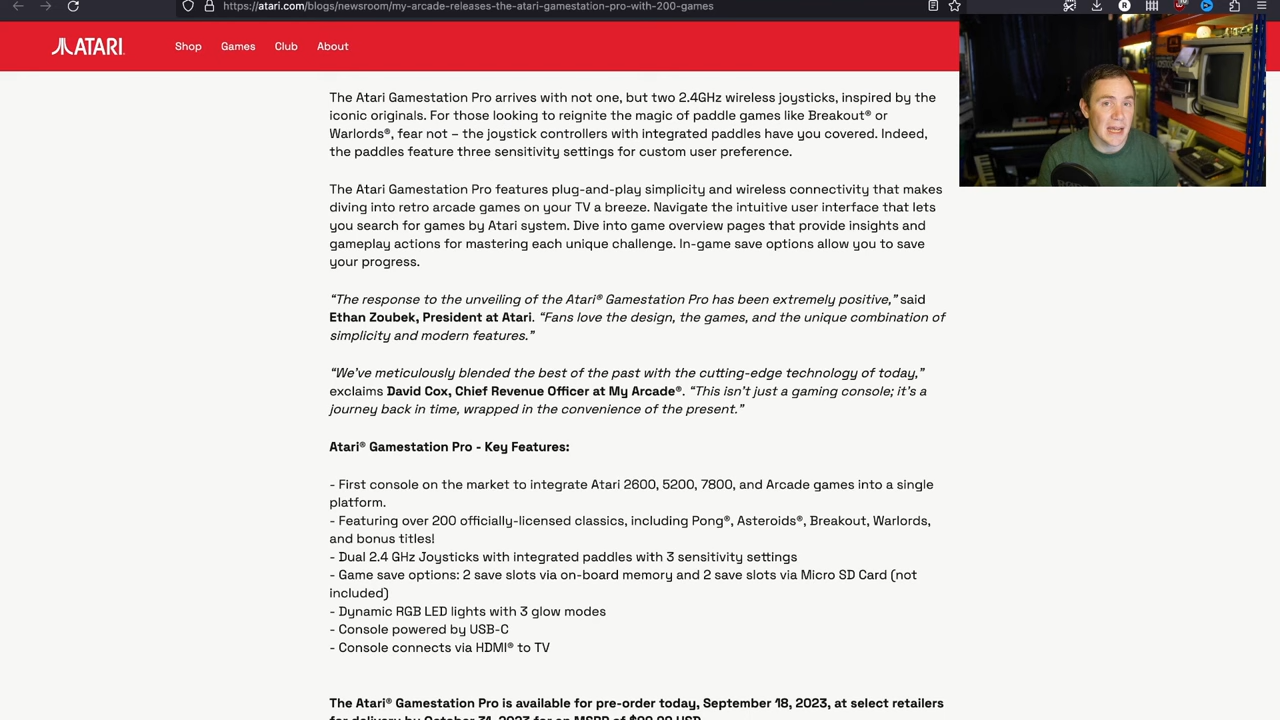 https://atari.com/blogs/newsroom/my-arcade-releases-the-atari-gamestation-pro-with-200-games
ATARI
Shop Games Club About
The Atari Gamestation Pro arrives with not one, but two 2.4GHz wireless joysticks, inspired by the
iconic originals. For those looking to reignite the magic of paddle games like Breakout® or
Warlords®, fear not – the joystick controllers with integrated paddles have you covered. Indeed,
the paddles feature three sensitivity settings for custom user preference.
The Atari Gamestation Pro features plug-and-play simplicity and wireless connectivity that makes
diving into retro arcade games on your TV a breeze. Navigate the intuitive user interface that lets
you search for games by Atari system. Dive into game overview pages that provide insights and
gameplay actions for mastering each unique challenge. In-game save options allow you to save
your progress.
“The response to the unveiling of the Atari® Gamestation Pro has been extremely positive,” said
Ethan Zoubek, President at Atari. “Fans love the design, the games, and the unique combination of
simplicity and modern features.”
“We’ve meticulously blended the best of the past with the cutting-edge technology of today,”
exclaims David Cox, Chief Revenue Officer at My Arcade®. “This isn’t just a gaming console; it’s a
journey back in time, wrapped in the convenience of the present.”
Atari® Gamestation Pro - Key Features:
- First console on the market to integrate Atari 2600, 5200, 7800, and Arcade games into a single
platform.
- Featuring over 200 officially-licensed classics, including Pong®, Asteroids®, Breakout, Warlords,
and bonus titles!
- Dual 2.4 GHz Joysticks with integrated paddles with 3 sensitivity settings
- Game save options: 2 save slots via on-board memory and 2 save slots via Micro SD Card (not
included)
- Dynamic RGB LED lights with 3 glow modes
- Console powered by USB-C
- Console connects via HDMI® to TV
The Atari® Gamestation Pro is available for pre-order today, September 18, 2023, at select retailers
for delivery by October 31, 2023 for an MSRP of $99.99 USD.